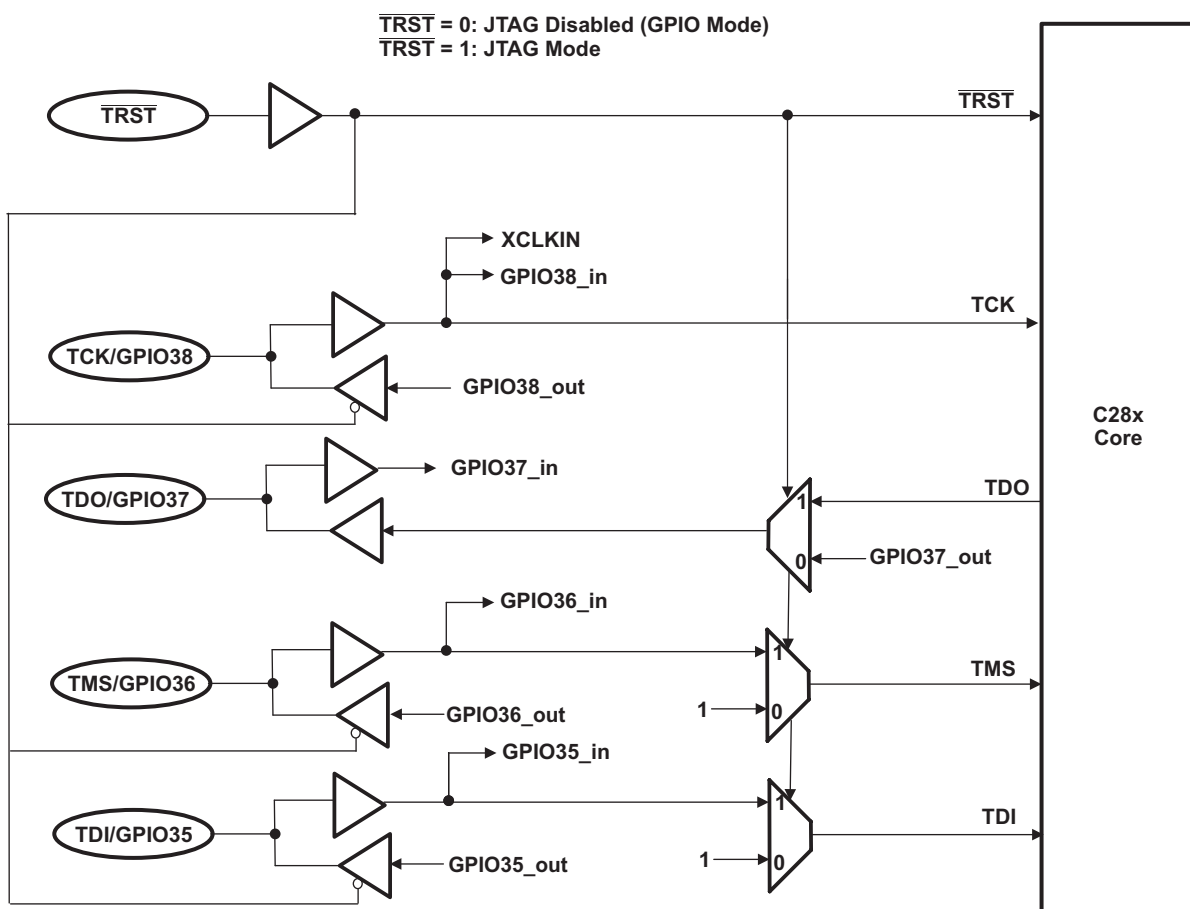 TRST = 0: JTAG Disabled (GPIO Mode)
TRST = 1: JTAG Mode
TRST
TRST
XCLKIN
GPIO38_in
TCK
TCK/GPIO38
GPIO38_out
C28x
Core
GPIO37_in
TDO/GPIO37
1
TDO
0
GPIO37_out
GPIO36_in
1
TMS/GPIO36
TMS
GPIO36_out
1
0
GPIO35_in
1
TDI/GPIO35
TDI
GPIO35_out
1
0